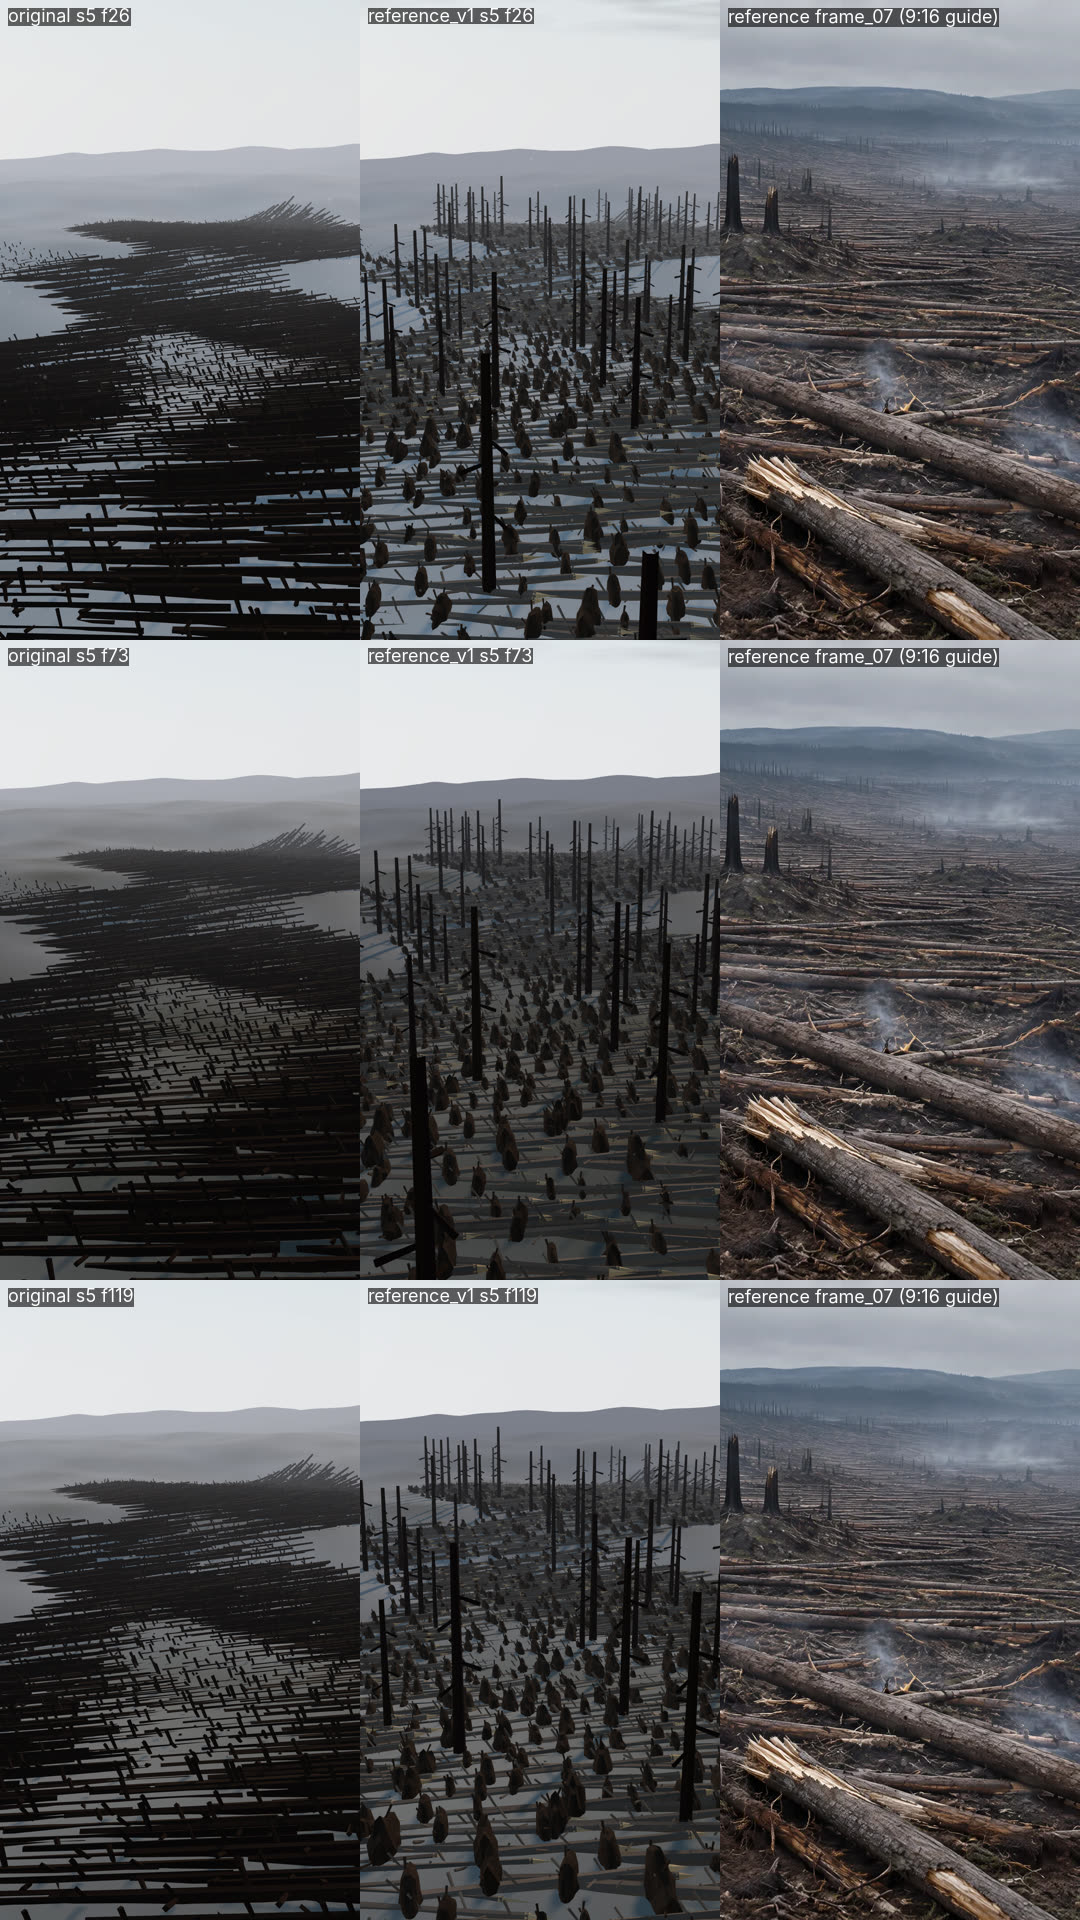 original s5 f26
reference_v1 s5 f26
reference frame_07 (9:16 guide)
original s5 f73
reference_v1 s5 f73
reference frame_07 (9:16 guide)
original s5 f119
reference_v1 s5 f119
reference frame_07 (9:16 guide)